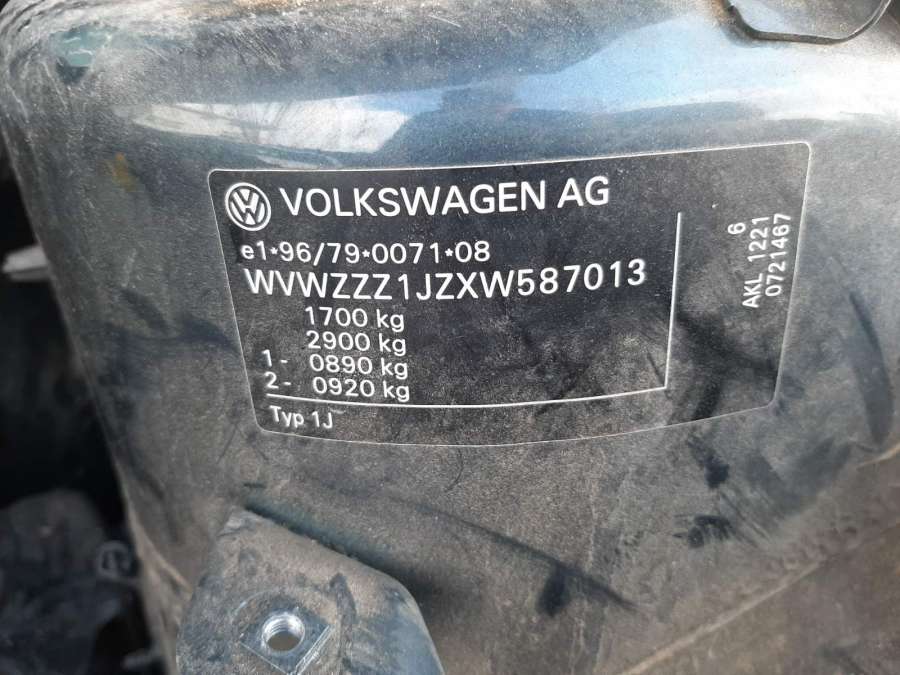 VOLKSWAGEN AG
e1*96/79*0071*08
WVWZZZ1JZXW587013
1700 kg
2900 kg
1- 0890 kg
2- 0920 kg
Typ 1J
6
AKL 1221
0721467